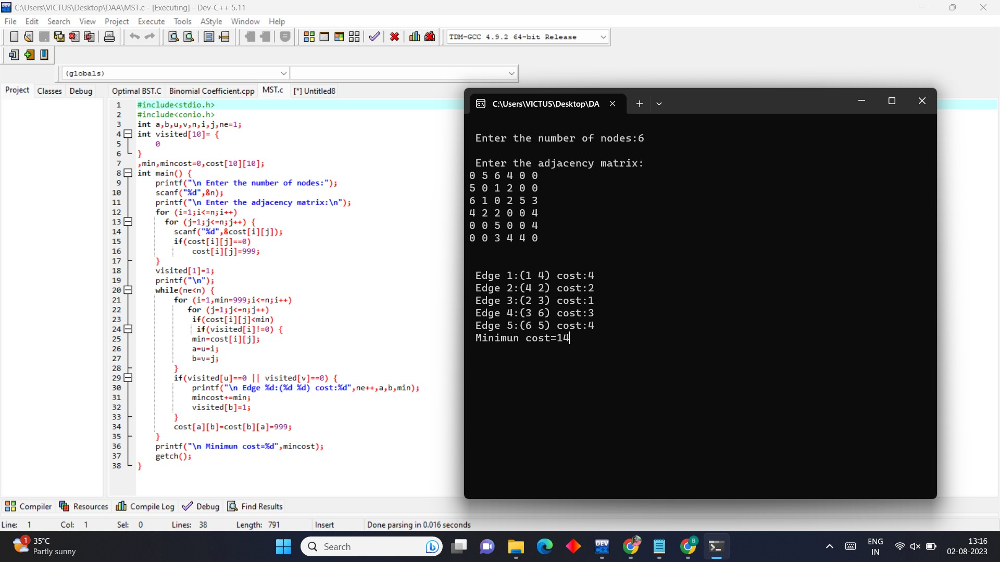 C:\Users\VICTUS\Desktop\DAA\MST.c - [Executing] - Dev-C++ 5.11
File Edit Search View Project Execute Tools AStyle Window Help
TDM-GCC 4.9.2 64-bit Release
(globals)
Project Classes Debug
Optimal BST.C Binomial Coefficient.cpp MST.c [*] Untitled8
1 #include<stdio.h>
2 #include<conio.h>
3 int a,b,u,v,n,i,j,ne=1;
4 int visited[10]= {
5 0
6 }
7 ,min,mincost=0,cost[10][10];
8 int main() {
9 printf("\n Enter the number of nodes:");
10 scanf("%d",&n);
11 printf("\n Enter the adjacency matrix:\n");
12 for (i=1;i<=n;i++)
13 for (j=1;j<=n;j++) {
14 scanf("%d",&cost[i][j]);
15 if(cost[i][j]==0)
16 cost[i][j]=999;
17 }
18 visited[1]=1;
19 printf("\n");
20 while(ne<n) {
21 for (i=1,min=999;i<=n;i++)
22 for (j=1;j<=n;j++)
23 if(cost[i][j]<min)
24 if(visited[i]!=0) {
25 min=cost[i][j];
26 a=u=i;
27 b=v=j;
28 }
29 if(visited[u]==0 || visited[v]==0) {
30 printf("\n Edge %d:(%d %d) cost:%d",ne++,a,b,min);
31 mincost+=min;
32 visited[b]=1;
33 }
34 cost[a][b]=cost[b][a]=999;
35 }
36 printf("\n Minimun cost=%d",mincost);
37 getch();
38 }
C:\Users\VICTUS\Desktop\DA
Enter the number of nodes:6
Enter the adjacency matrix:
0 5 6 4 0 0
5 0 1 2 0 0
6 1 0 2 5 3
4 2 2 0 0 4
0 0 5 0 0 4
0 0 3 4 4 0
Edge 1:(1 4) cost:4
Edge 2:(4 2) cost:2
Edge 3:(2 3) cost:1
Edge 4:(3 6) cost:3
Edge 5:(6 5) cost:4
Minimun cost=14
Compiler Resources Compile Log Debug Find Results
Line: 1 Col: 1 Sel: 0 Lines: 38 Length: 791 Insert Done parsing in 0.016 seconds
1 35°C
Partly sunny
Search
DEV
B
ENG
IN
13:16
02-08-2023